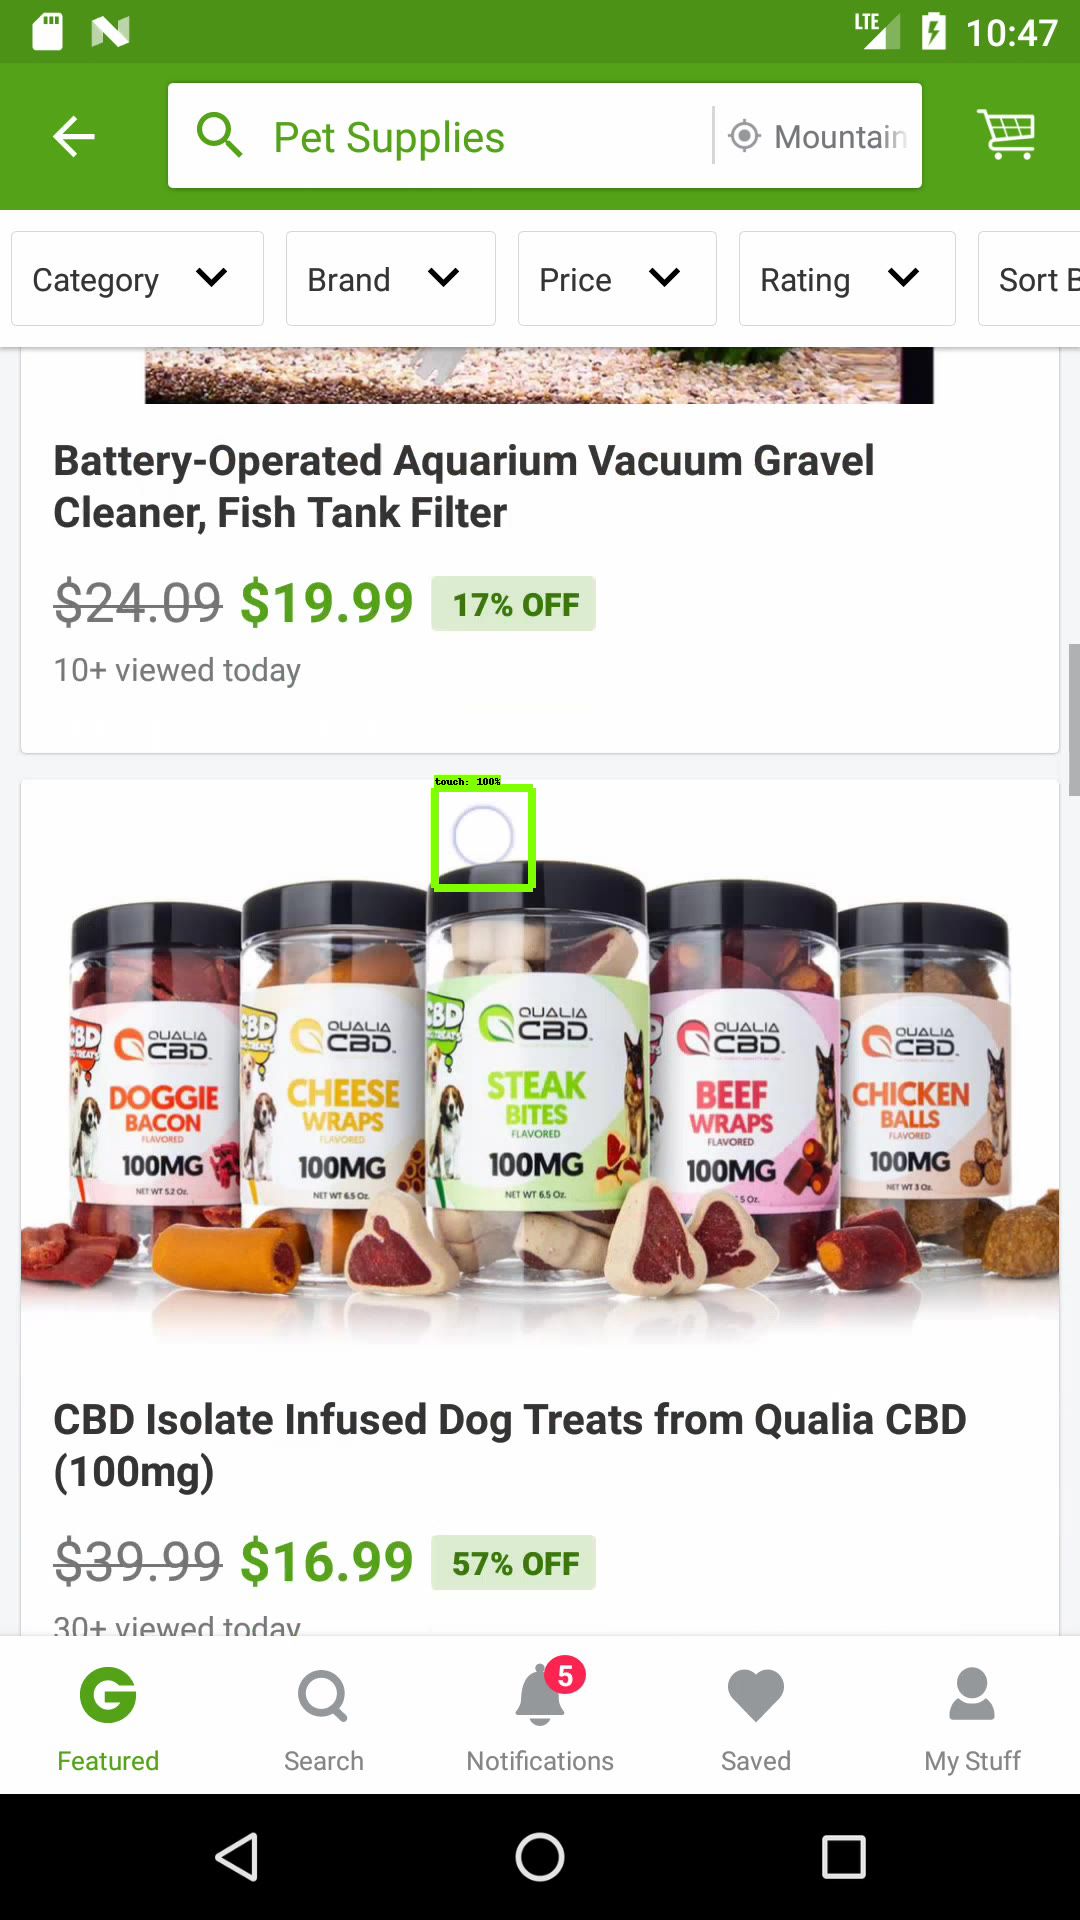 LTE 10:47
Pet Supplies Mountain
Category Brand Price Rating Sort B
Battery-Operated Aquarium Vacuum Gravel
Cleaner, Fish Tank Filter
$24.09 $19.99 17% OFF
10+ viewed today
touch: 100%
QUALIA CBD
DOGGIE
BACON
FLAVORED
100MG
NET WT 5.2 Oz.
QUALIA CBD
CHEESE
WRAPS
FLAVORED
100MG
NET WT 6.5 Oz.
CBD
QUALIA CBD
STEAK
BITES
FLAVORED
100MG
NET WT 6.5 Oz.
QUALIA CBD
BEEF
WRAPS
FLAVORED
100MG
QUALIA CBD
CHICKEN
BALLS
FLAVORED
100MG
NET WT 3 Oz.
CBD Isolate Infused Dog Treats from Qualia CBD
(100mg)
$39.99 $16.99 57% OFF
30+ viewed today
5
Featured Search Notifications Saved My Stuff